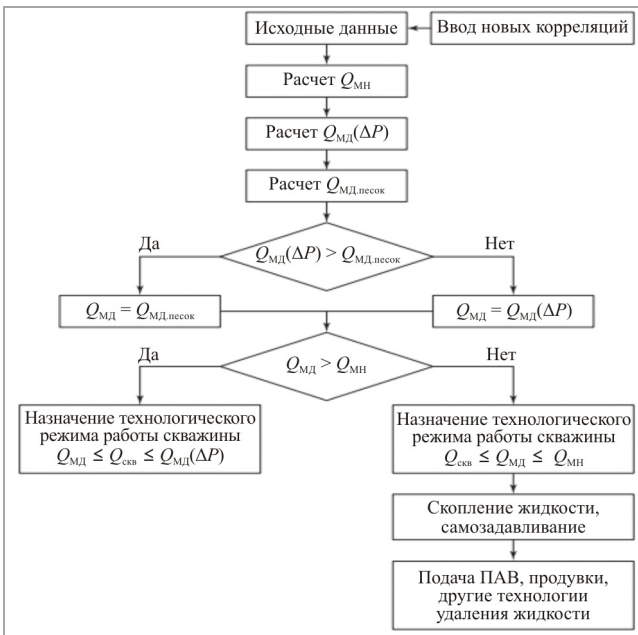 Исходные данные
Ввод новых корреляций
Расчет Qмн
Расчет Qмд(ΔP)
Расчет Qмд.песок
Да
Qмд(ΔP) > Qмд.песок
Нет
Qмд = Qмд.песок
Qмд = Qмд(ΔP)
Да
Qмд > Qмн
Нет
Назначение технологического
режима работы скважины
Qмд ≤ Qскв ≤ Qмд(ΔP)
Назначение технологического
режима работы скважины
Qскв ≤ Qмд ≤ Qмн
Скопление жидкости,
самозадавливание
Подача ПАВ, продувки,
другие технологии
удаления жидкости